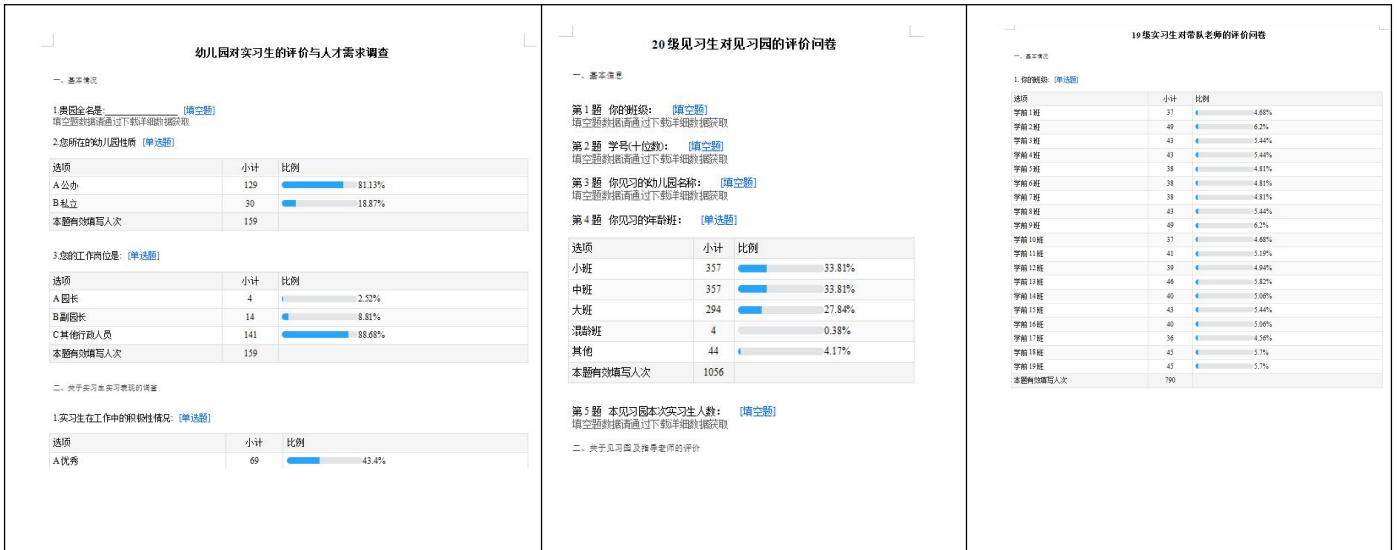 幼儿园对实习生的评价与人才需求调查
一、基本情况
1.贵园全名是:________________ [填空题]
填空题数据请通过下载详细数据获取
2.您所在的幼儿园性质 [单选题]
选项 小计 比例
A公办 129 81.13%
B私立 30 18.87%
本题有效填写人次 159
3.您的工作岗位是: [单选题]
选项 小计 比例
A园长 4 2.52%
B副园长 14 8.81%
C其他行政人员 141 88.68%
本题有效填写人次 159
二、关于实习生实习表现的调查
1.实习生在工作中的积极性情况: [单选题]
选项 小计 比例
A优秀 69 43.4%
20级见习生对见习园的评价问卷
一、基本信息
第1题 你的班级: [填空题]
填空题数据请通过下载详细数据获取
第2题 学号(十位数): [填空题]
填空题数据请通过下载详细数据获取
第3题 你见习的幼儿园名称: [填空题]
填空题数据请通过下载详细数据获取
第4题 你见习的年龄班: [单选题]
选项 小计 比例
小班 357 33.81%
中班 357 33.81%
大班 294 27.84%
混龄班 4 0.38%
其他 44 4.17%
本题有效填写人次 1056
第5题 本见习园本次实习生人数: [填空题]
填空题数据请通过下载详细数据获取
二、关于见习园及指导老师的评价
19级实习生对带队老师的评价问卷
一、基本情况
1. 你的班级: [单选题]
选项 小计 比例
学前1班 37 4.68%
学前2班 49 6.2%
学前3班 43 5.44%
学前4班 43 5.44%
学前5班 38 4.81%
学前6班 38 4.81%
学前7班 38 4.81%
学前8班 43 5.44%
学前9班 49 6.2%
学前10班 37 4.68%
学前11班 41 5.19%
学前12班 39 4.94%
学前13班 46 5.82%
学前14班 40 5.06%
学前15班 43 5.44%
学前16班 40 5.06%
学前17班 36 4.56%
学前18班 45 5.7%
学前19班 45 5.7%
本题有效填写人次 790